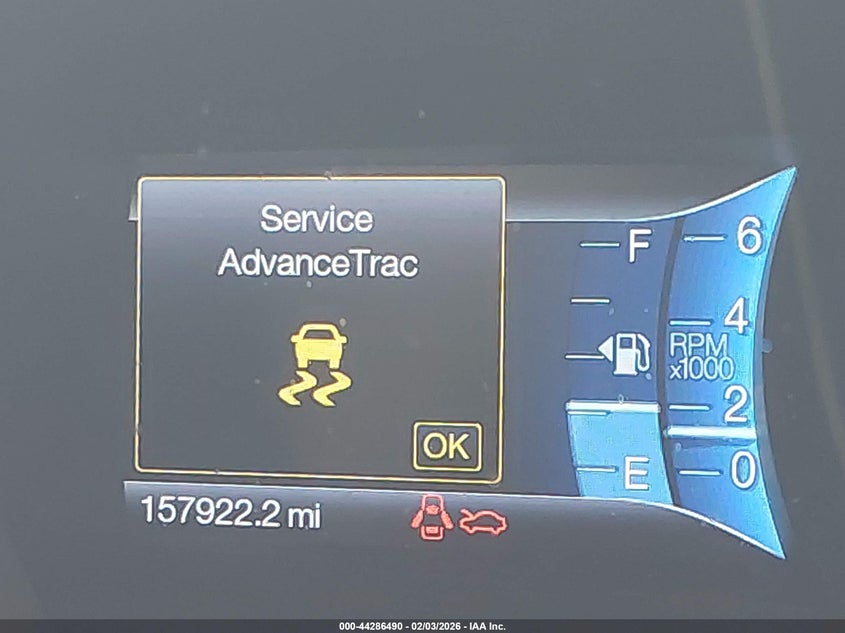 Service
AdvanceTrac
OK
157922.2 mi
F
E
6
4
RPM
x1000
2
0
000-44286490 - 02/03/2026 - IAA Inc.